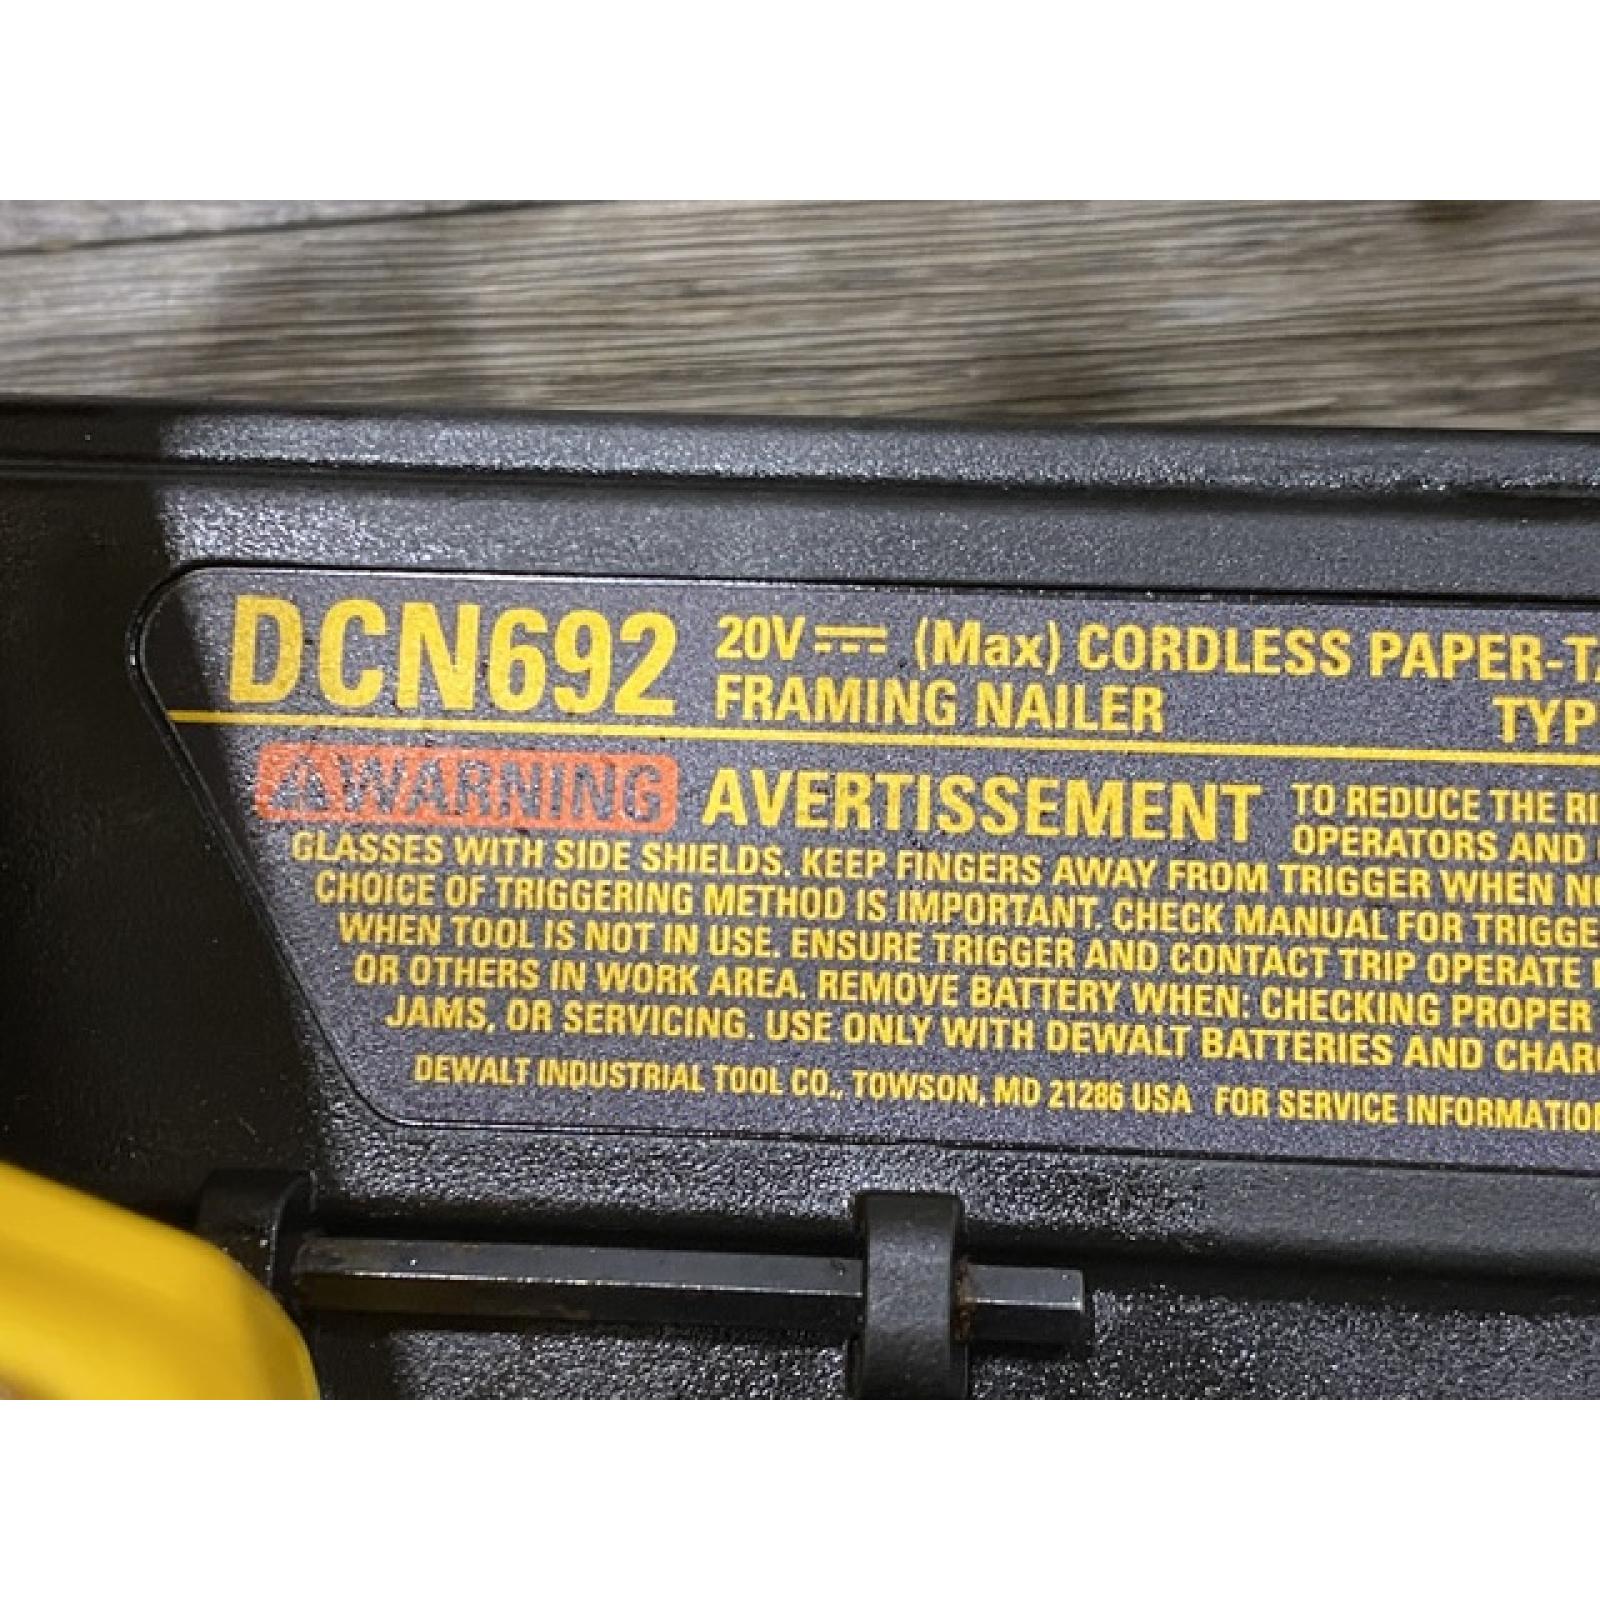 DCN692 20V (Max) CORDLESS PAPER-TA
FRAMING NAILER TYP
WARNING AVERTISSEMENT TO REDUCE THE RI
OPERATORS AND
GLASSES WITH SIDE SHIELDS. KEEP FINGERS AWAY FROM TRIGGER WHEN N
CHOICE OF TRIGGERING METHOD IS IMPORTANT. CHECK MANUAL FOR TRIGGE
WHEN TOOL IS NOT IN USE. ENSURE TRIGGER AND CONTACT TRIP OPERATE
OR OTHERS IN WORK AREA. REMOVE BATTERY WHEN: CHECKING PROPER
JAMS, OR SERVICING. USE ONLY WITH DEWALT BATTERIES AND CHAR
DEWALT INDUSTRIAL TOOL CO., TOWSON, MD 21286 USA FOR SERVICE INFORMATION